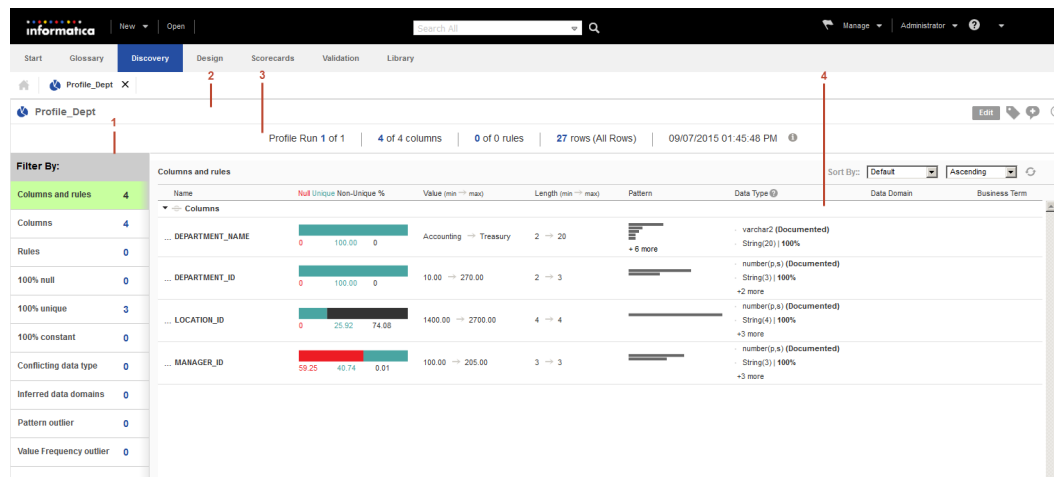 informatica New Open Search All Manage Administrator ?
Start Glossary Discovery Design Scorecards Validation Library
2 3 4
Profile_Dept X
Profile_Dept Edit
1
Profile Run 1 of 1 4 of 4 columns 0 of 0 rules 27 rows (All Rows) 09/07/2015 01:45:48 PM
Filter By:
Columns and rules 4
Columns 4
Rules 0
100% null 0
100% unique 3
100% constant 0
Conflicting data type 0
Inferred data domains 0
Pattern outlier 0
Value Frequency outlier 0
Columns and rules Sort By:: Default Ascending
Name Null Unique Non-Unique % Value (min → max) Length (min → max) Pattern Data Type ? Data Domain Business Term
Columns
... DEPARTMENT_NAME 0 100.00 0 Accounting → Treasury 2 → 20 + 6 more varchar2 (Documented)
String(20) | 100%
... DEPARTMENT_ID 0 100.00 0 10.00 → 270.00 2 → 3 number(p,s) (Documented)
String(3) | 100%
+2 more
... LOCATION_ID 0 25.92 74.08 1400.00 → 2700.00 4 → 4 number(p,s) (Documented)
String(4) | 100%
+3 more
... MANAGER_ID 59.25 40.74 0.01 100.00 → 205.00 3 → 3 number(p,s) (Documented)
String(3) | 100%
+3 more